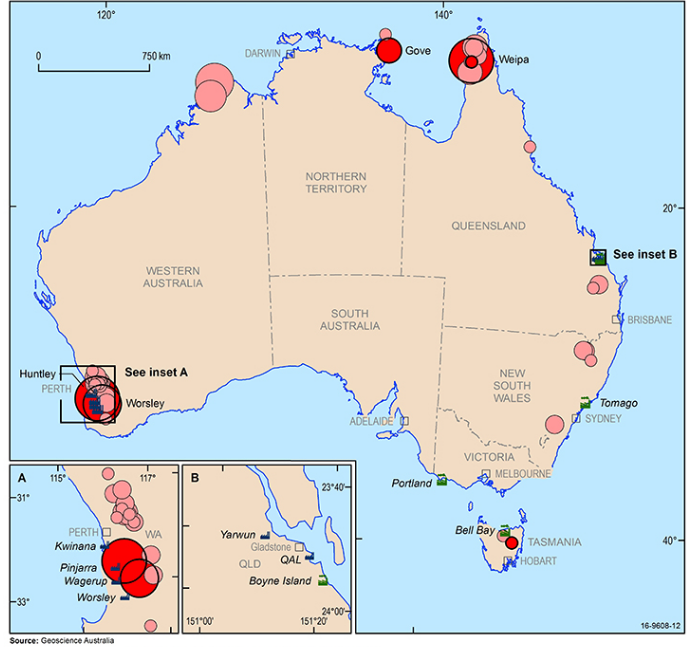 120°
140°
0
750 km
DARWIN
Gove
Weipa
NORTHERN
TERRITORY
20°
QUEENSLAND
See inset B
WESTERN
AUSTRALIA
SOUTH
AUSTRALIA
BRISBANE
Huntley
See inset A
PERTH
Worsley
NEW
SOUTH
WALES
Tomago
ADELAIDE
SYDNEY
VICTORIA
MELBOURNE
Portland
Bell Bay
TASMANIA
40°
HOBART
A
115°
117°
31°
PERTH
WA
Kwinana
Pinjarra
Wagerup
Worsley
33°
B
23°40'
Yarwun
Gladstone
QAL
QLD
Boyne Island
24°00'
151°00'
151°20'
16-9608-12
Source: Geoscience Australia